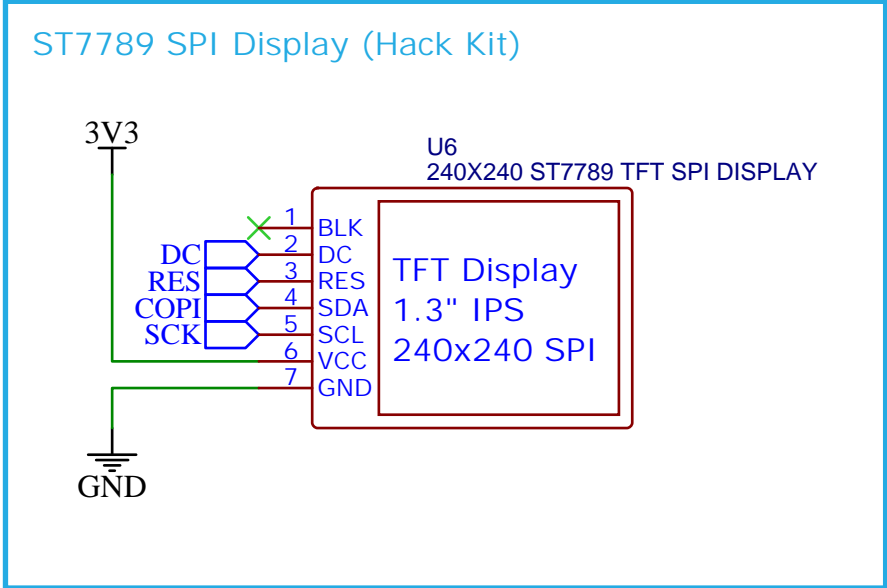 ST7789 SPI Display (Hack Kit)
3V3
U6
240X240 ST7789 TFT SPI DISPLAY
1 BLK
DC 2 DC
RES 3 RES
COPI 4 SDA
SCK 5 SCL
6 VCC
7 GND
TFT Display
1.3" IPS
240x240 SPI
GND